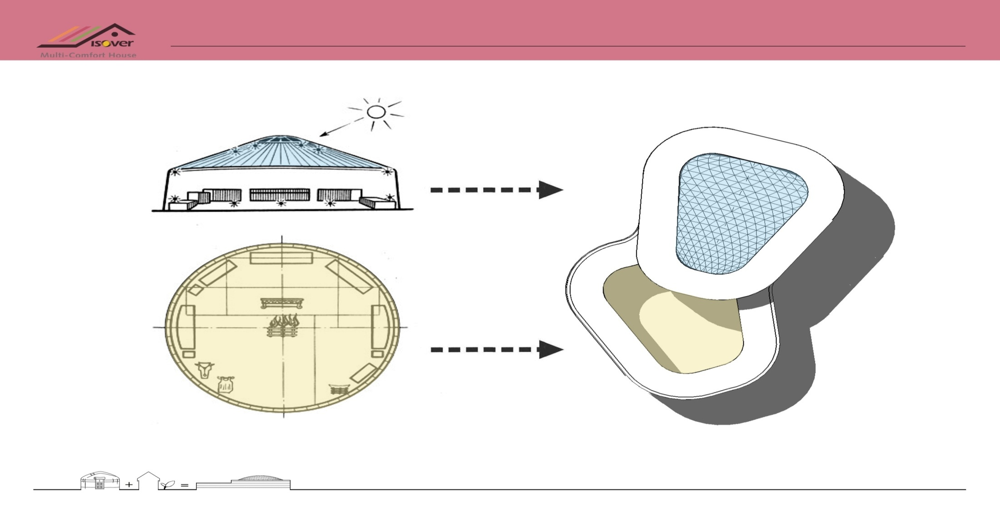 isover
Multi-Comfort House
+ =